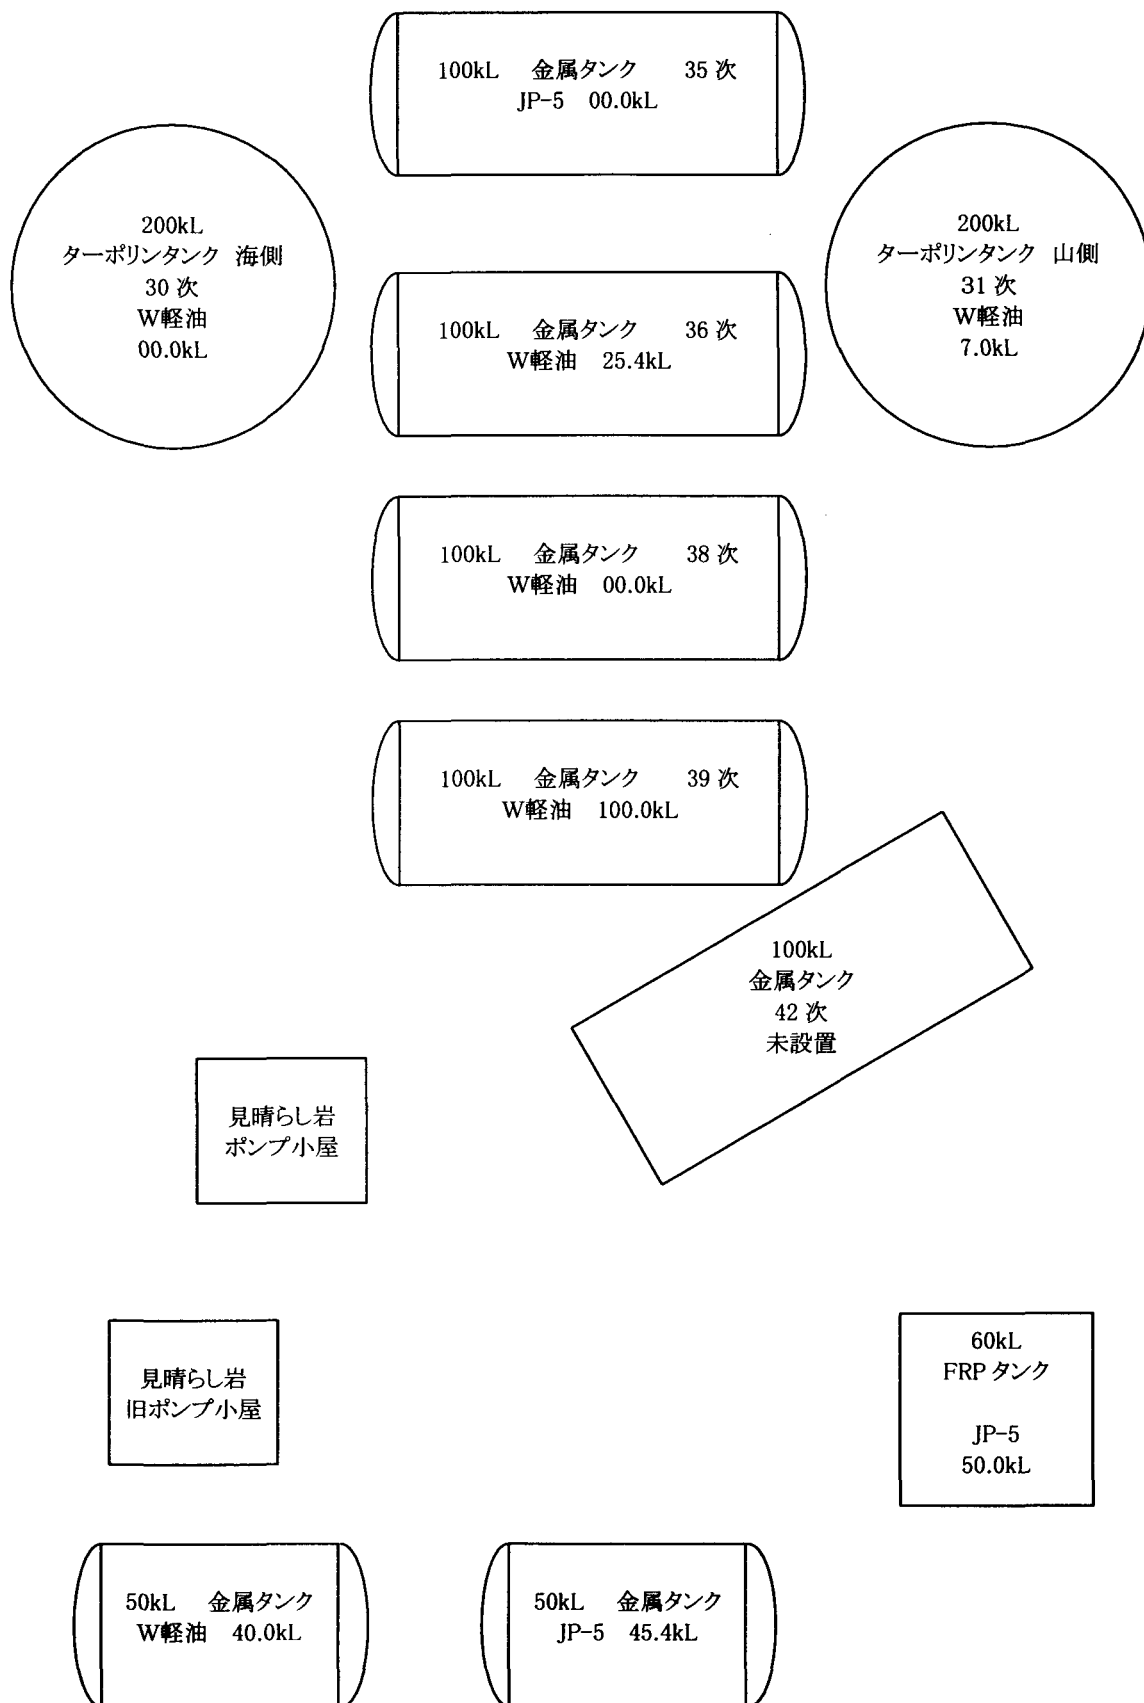 100kL 金属タンク 35 次
JP-5 00.0kL
200kL
ターポリンタンク 海側
30 次
W軽油
00.0kL
200kL
ターポリンタンク 山側
31 次
W軽油
7.0kL
100kL 金属タンク 36 次
W軽油 25.4kL
100kL 金属タンク 38 次
W軽油 00.0kL
100kL 金属タンク 39 次
W軽油 100.0kL
100kL
金属タンク
42 次
未設置
見晴らし岩
ポンプ小屋
見晴らし岩
旧ポンプ小屋
60kL
FRP タンク
JP-5
50.0kL
50kL 金属タンク
W軽油 40.0kL
50kL 金属タンク
JP-5 45.4kL